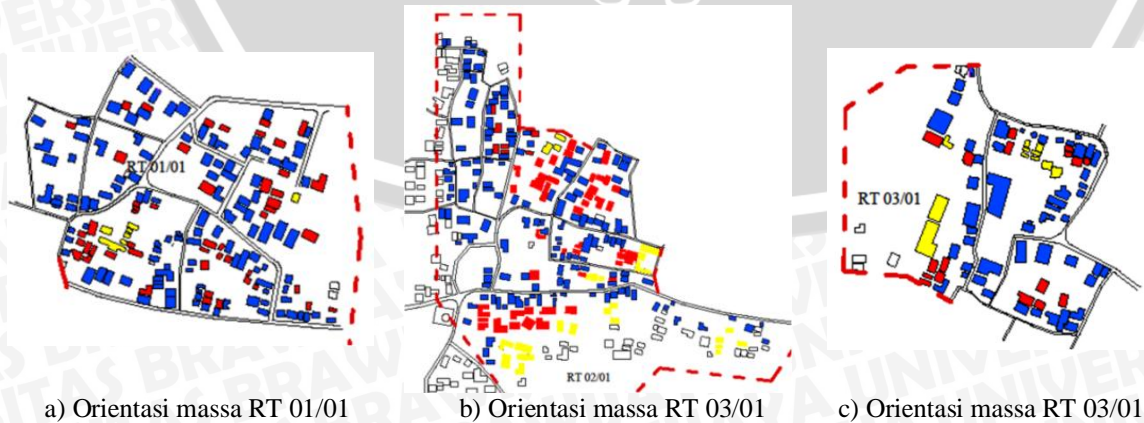 RT 01/01
RT 02/01
RT 03/01
a) Orientasi massa RT 01/01
b) Orientasi massa RT 03/01
c) Orientasi massa RT 03/01